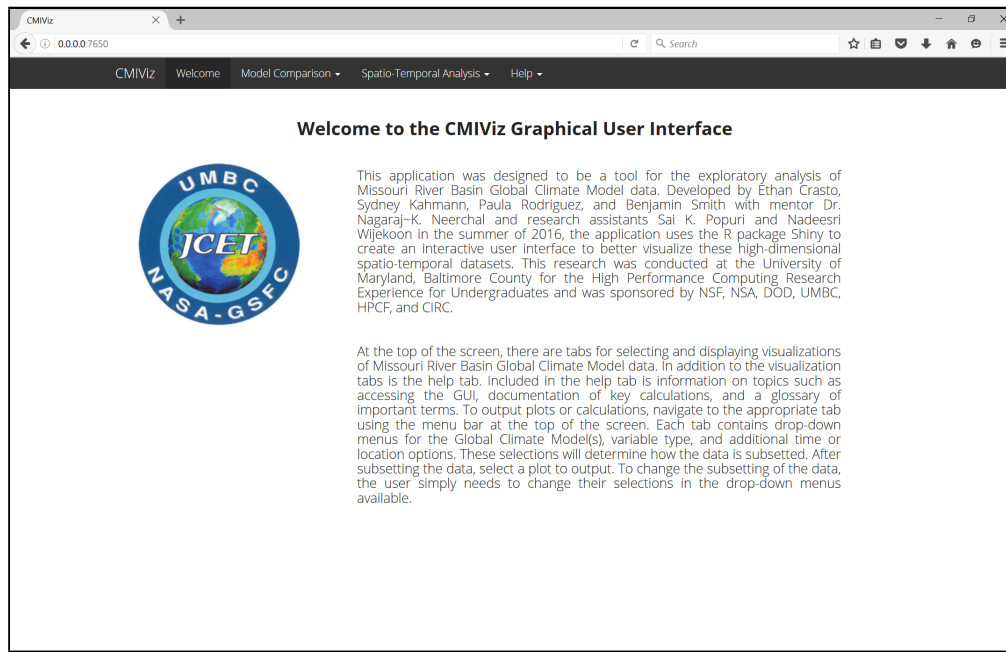 CMIViz
0.0.0.0:7650
Search
CMIViz Welcome Model Comparison Spatio-Temporal Analysis Help
Welcome to the CMIViz Graphical User Interface
UMBC
JCET
NASA-GSFC
This application was designed to be a tool for the exploratory analysis of
Missouri River Basin Global Climate Model data. Developed by Ethan Crasto,
Sydney Kahmann, Paula Rodriguez, and Benjamin Smith with mentor Dr.
Nagaraj~K. Neerchal and research assistants Sai K. Popuri and Nadeesri
Wijekoon in the summer of 2016, the application uses the R package Shiny to
create an interactive user interface to better visualize these high-dimensional
spatio-temporal datasets. This research was conducted at the University of
Maryland, Baltimore County for the High Performance Computing Research
Experience for Undergraduates and was sponsored by NSF, NSA, DOD, UMBC,
HPCF, and CIRC.
At the top of the screen, there are tabs for selecting and displaying visualizations
of Missouri River Basin Global Climate Model data. In addition to the visualization
tabs is the help tab. Included in the help tab is information on topics such as
accessing the GUI, documentation of key calculations, and a glossary of
important terms. To output plots or calculations, navigate to the appropriate tab
using the menu bar at the top of the screen. Each tab contains drop-down
menus for the Global Climate Model(s), variable type, and additional time or
location options. These selections will determine how the data is subsetted. After
subsetting the data, select a plot to output. To change the subsetting of the data,
the user simply needs to change their selections in the drop-down menus
available.